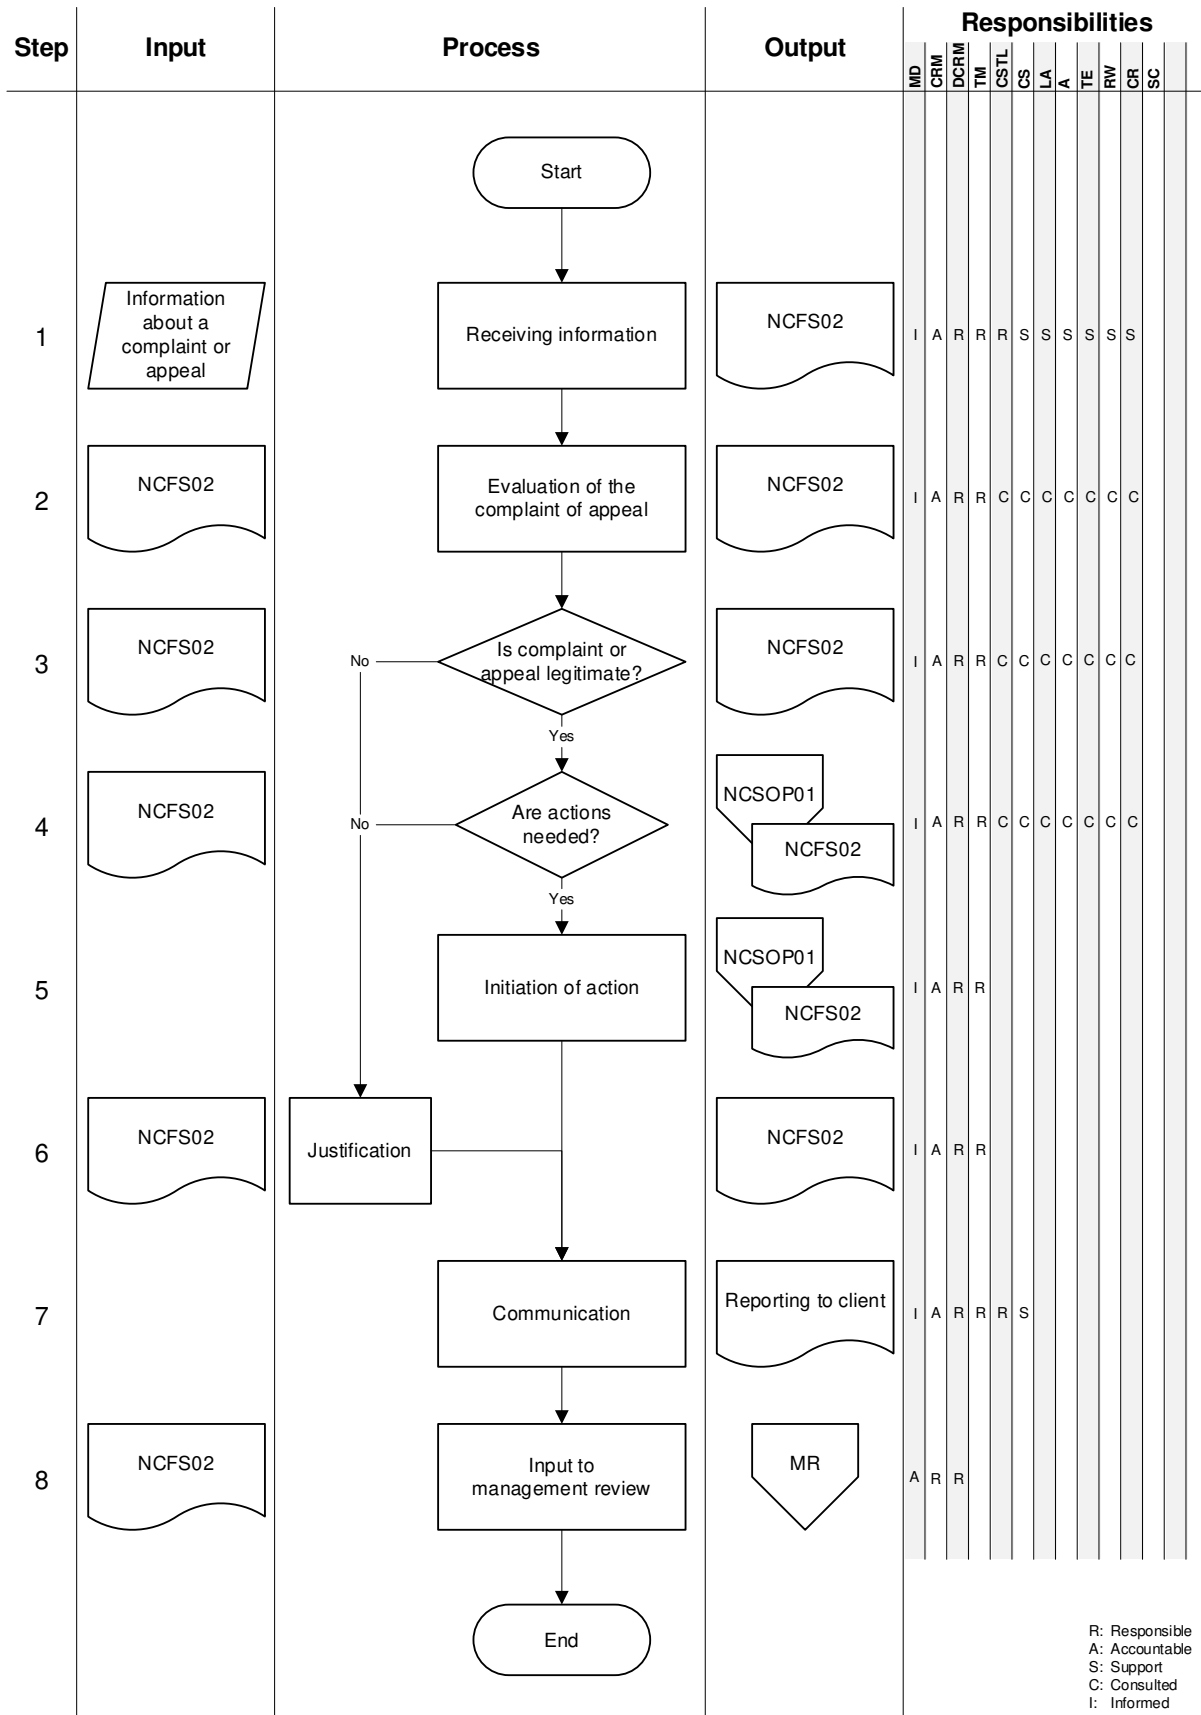 Responsibilities
Step Input Process Output
MD CRM DCRM TM CSTL CS LA A TE RW CR SC
Start
1
Information
about a
complaint or
appeal
Receiving information
NCFS02
I A R R R S S S S S S
2
NCFS02
Evaluation of the
complaint of appeal
NCFS02
I A R R C C C C C C C
3
NCFS02
No
Is complaint or
appeal legitimate?
NCFS02
I A R R C C C C C C C
Yes
4
NCFS02
No
Are actions
needed?
NCSOP01
NCFS02
I A R R C C C C C C C
Yes
5
Initiation of action
NCSOP01
NCFS02
I A R R
6
NCFS02
Justification
NCFS02
I A R R
7
Communication
Reporting to client
I A R R R S
8
NCFS02
Input to
management review
MR
A R R
End
R: Responsible
A: Accountable
S: Support
C: Consulted
I: Informed